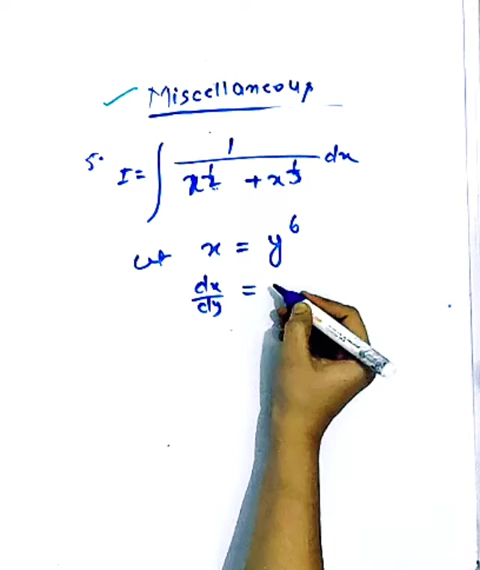 ✓ Miscellaneous
5. I = ∫ 1/(x^(1/2) + x^(1/3)) dx
Let x = y^6
dx/dy =